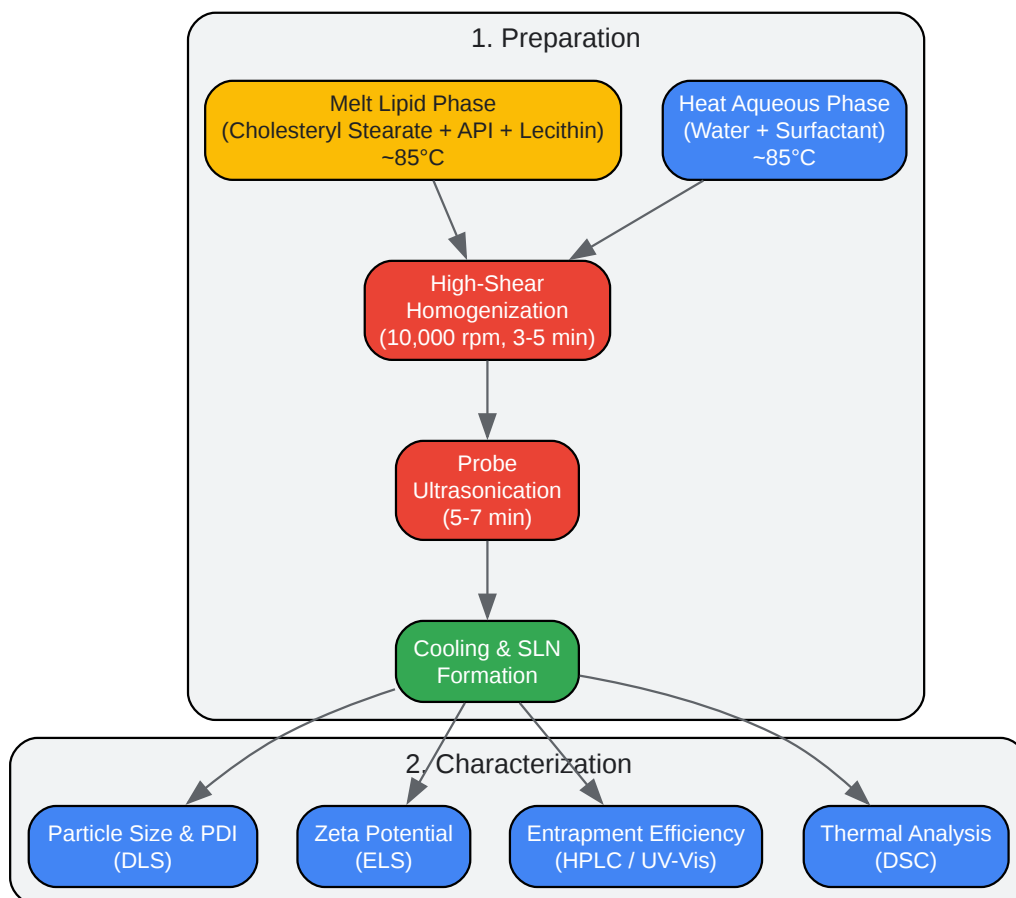 1. Preparation
Melt Lipid Phase
(Cholesteryl Stearate + API + Lecithin)
~85°C
Heat Aqueous Phase
(Water + Surfactant)
~85°C
High-Shear
Homogenization
(10,000 rpm, 3-5 min)
Probe
Ultrasonication
(5-7 min)
Cooling & SLN
Formation
2. Characterization
Particle Size & PDI
(DLS)
Zeta Potential
(ELS)
Entrapment Efficiency
(HPLC / UV-Vis)
Thermal Analysis
(DSC)